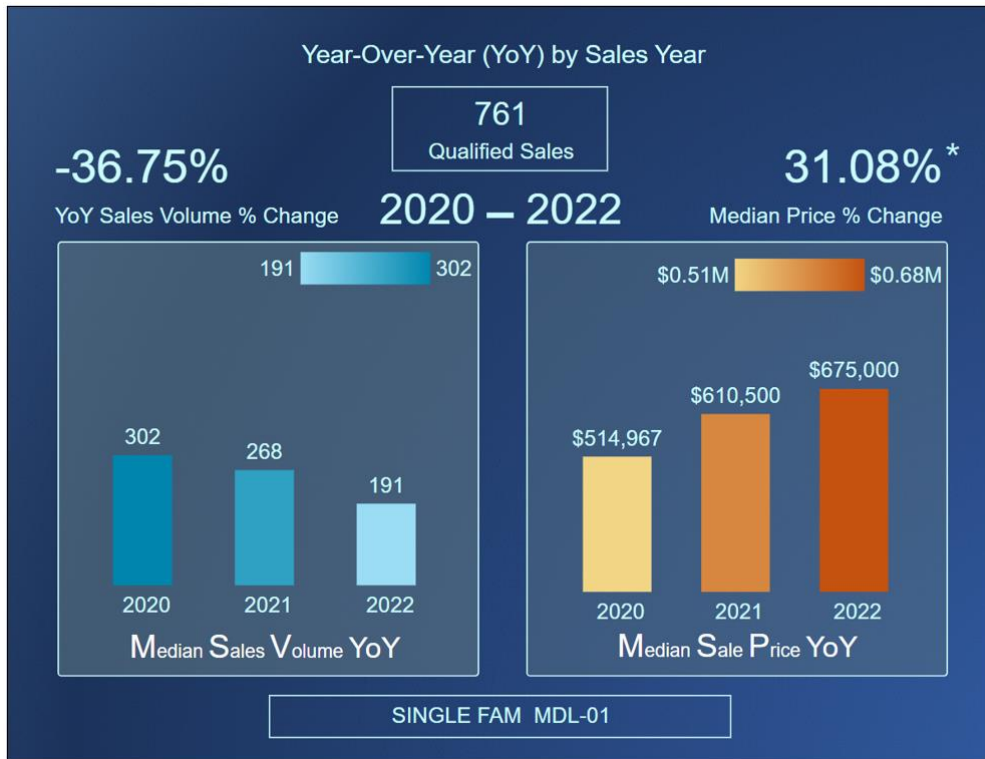 Year-Over-Year (YoY) by Sales Year
761
Qualified Sales
-36.75%
YoY Sales Volume % Change
2020 – 2022
31.08%*
Median Price % Change
191 302
302
268
191
2020 2021 2022
Median Sales Volume YoY
$0.51M $0.68M
$514,967
$610,500
$675,000
2020 2021 2022
Median Sale Price YoY
SINGLE FAM MDL-01